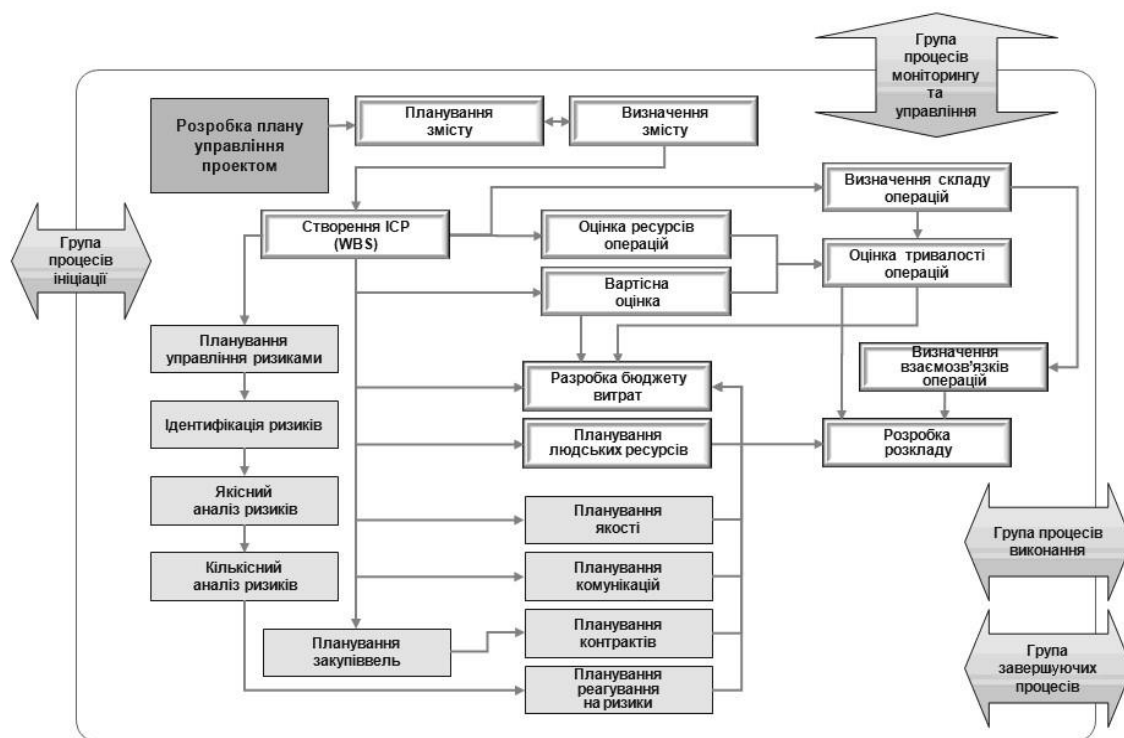 Група
процесів
моніторингу
та
управління
Розробка плану
управління
проектом
Планування
змісту
Визначення
змісту
Визначення складу
операцій
Створення ІСР
(WBS)
Оцінка ресурсів
операцій
Оцінка тривалості
операцій
Група
процесів
ініціації
Вартісна
оцінка
Планування
управління ризиками
Разробка бюджету
витрат
Визначення
взаємозв'язків
операцій
Ідентифікація ризиків
Планування
людських ресурсів
Розробка
розкладу
Якісний
аналіз ризиків
Планування
якості
Група процесів
виконання
Кількісний
аналіз ризиків
Планування
комунікацій
Планування
закупіввель
Планування
контрактів
Група
завершуючих
процесів
Планування
реагування
на ризики